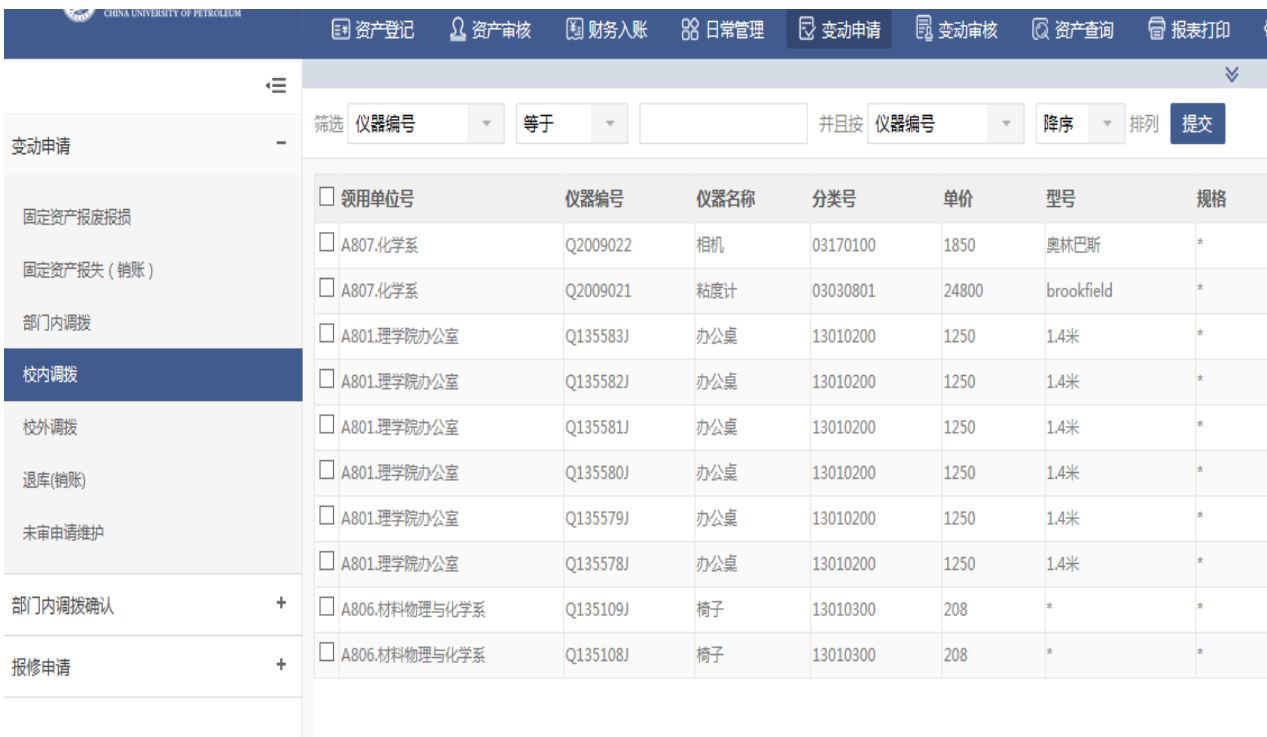 CHINA UNIVERSITY OF PETROLEUM
资产登记 资产审核 财务入账 日常管理 变动申请 变动审核 资产查询 报表打印
筛选 仪器编号 等于 并且按 仪器编号 降序 排列 提交
变动申请
固定资产报废报损
固定资产报失（销账）
部门内调拨
校内调拨
校外调拨
退库(销账)
未审申请维护
部门内调拨确认
报修申请
领用单位号 仪器编号 仪器名称 分类号 单价 型号 规格
A807.化学系 Q2009022 相机 03170100 1850 奥林巴斯 *
A807.化学系 Q2009021 粘度计 03030801 24800 brookfield *
A801.理学院办公室 Q135583J 办公桌 13010200 1250 1.4米 *
A801.理学院办公室 Q135582J 办公桌 13010200 1250 1.4米 *
A801.理学院办公室 Q135581J 办公桌 13010200 1250 1.4米 *
A801.理学院办公室 Q135580J 办公桌 13010200 1250 1.4米 *
A801.理学院办公室 Q135579J 办公桌 13010200 1250 1.4米 *
A801.理学院办公室 Q135578J 办公桌 13010200 1250 1.4米 *
A806.材料物理与化学系 Q135109J 椅子 13010300 208 * *
A806.材料物理与化学系 Q135108J 椅子 13010300 208 * *